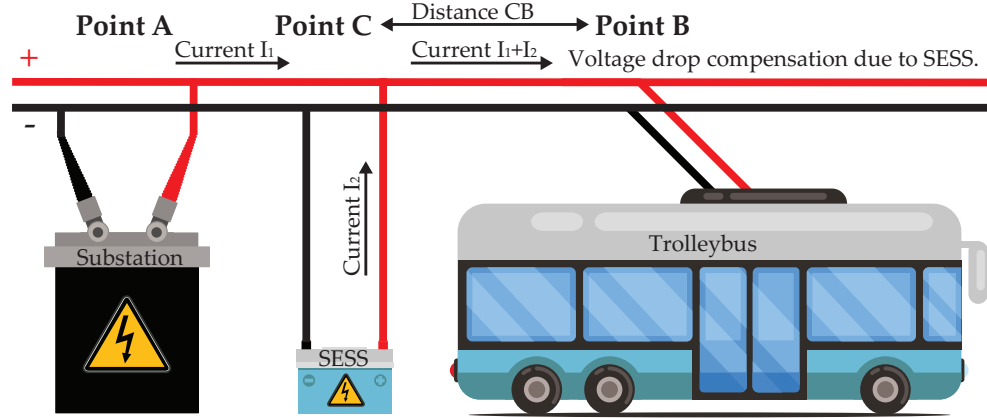 Distance CB
Point A
Point C
Point B
Current I₁
Current I₁+I₂
Voltage drop compensation due to SESS.
+
-
Current I₂
Substation
Trolleybus
SESS